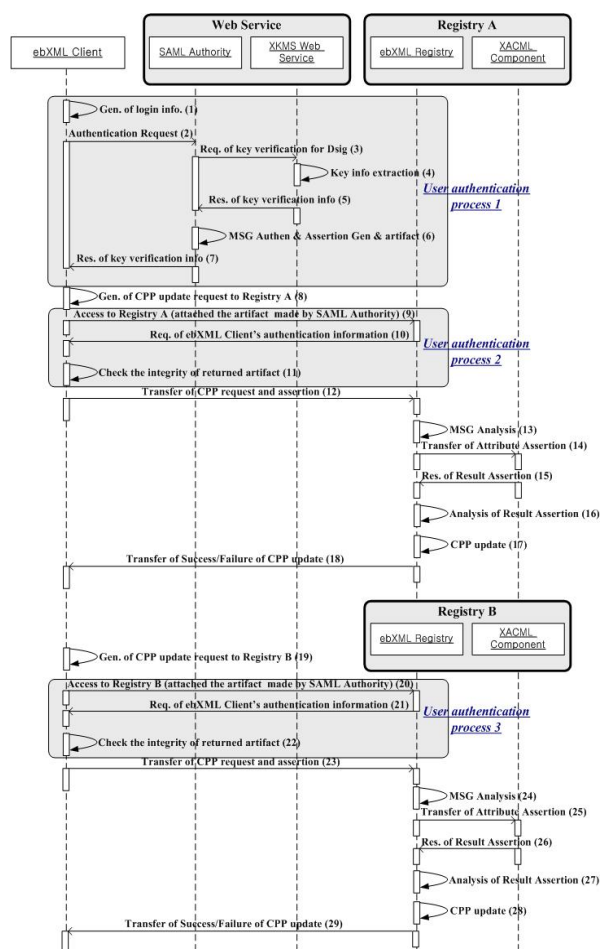 Web Service
Registry A
ebXML Client
SAML Authority
XKMS Web
Service
ebXML Registry
XACML
Component
Gen. of login info. (1)
Authentication Request (2)
Req. of key verification for Dsig (3)
Key info extraction (4)
Res. of key verification info (5)
User authentication
process 1
MSG Authen & Assertion Gen & artifact (6)
Res. of key verification info (7)
Gen. of CPP update request to Registry A (8)
Access to Registry A (attached the artifact made by SAML Authority) (9)
Req. of ebXML Client's authentication information (10)
User authentication
process 2
Check the integrity of returned artifact (11)
Transfer of CPP request and assertion (12)
MSG Analysis (13)
Transfer of Attribute Assertion (14)
Res. of Result Assertion (15)
Analysis of Result Assertion (16)
CPP update (17)
Transfer of Success/Failure of CPP update (18)
Registry B
ebXML Registry
XACML
Component
Gen. of CPP update request to Registry B (19)
Access to Registry B (attached the artifact made by SAML Authority) (20)
Req. of ebXML Client's authentication information (21)
User authentication
process 3
Check the integrity of returned artifact (22)
Transfer of CPP request and assertion (23)
MSG Analysis (24)
Transfer of Attribute Assertion (25)
Res. of Result Assertion (26)
Analysis of Result Assertion (27)
CPP update (28)
Transfer of Success/Failure of CPP update (29)